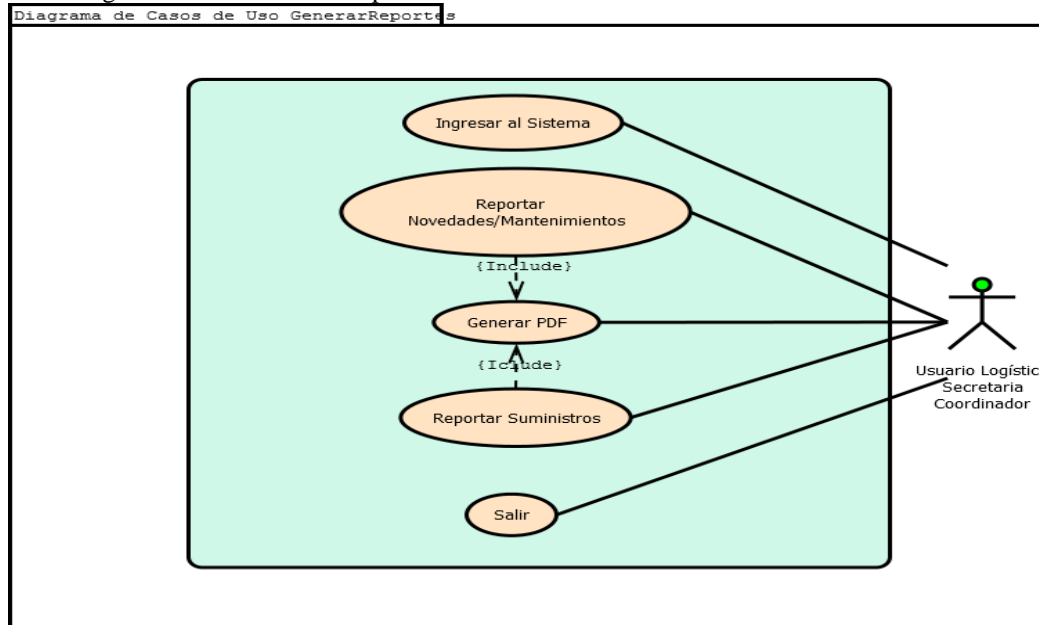 Diagrama de Casos de Uso GenerarReportes
Ingresar al Sistema
Reportar
Novedades/Mantenimientos
{Include}
Generar PDF
{Iclude}
Reportar Suministros
Salir
Usuario Logístic
Secretaria
Coordinador